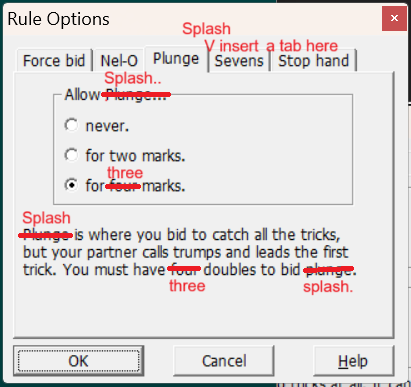 Rule Options
Splash
V insert a tab here
Force bid Nel-O Plunge Sevens Stop hand
Splash..
Allow Plunge...
never.
for two marks.
three
for four marks.
Splash
Plunge is where you bid to catch all the tricks,
but your partner calls trumps and leads the first
trick. You must have four doubles to bid plunge.
three splash.
OK Cancel Help